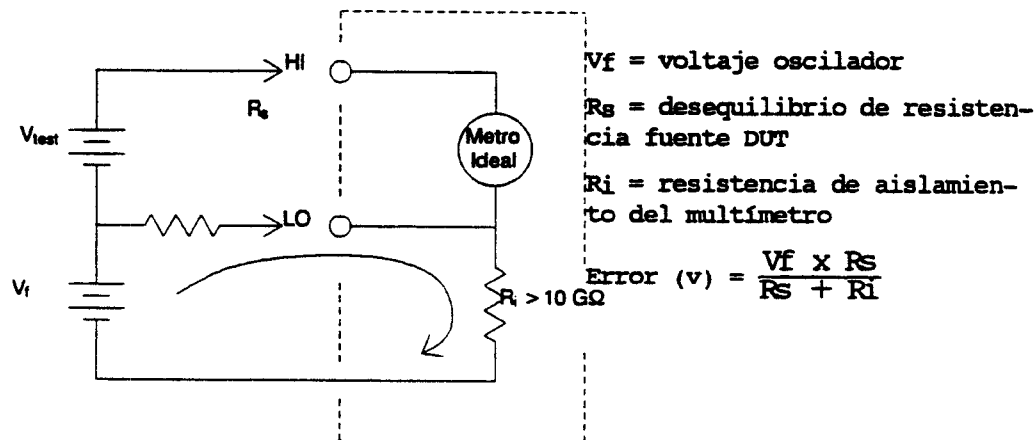 HI
Rs
Vtest
Metro
Ideal
LO
Vf
Ri > 10 GΩ
Vf = voltaje oscilador
Rs = desequilibrio de resisten-
cia fuente DUT
Ri = resistencia de aislamien-
to del multímetro
Error (v) = Vf x Rs
Rs + Ri